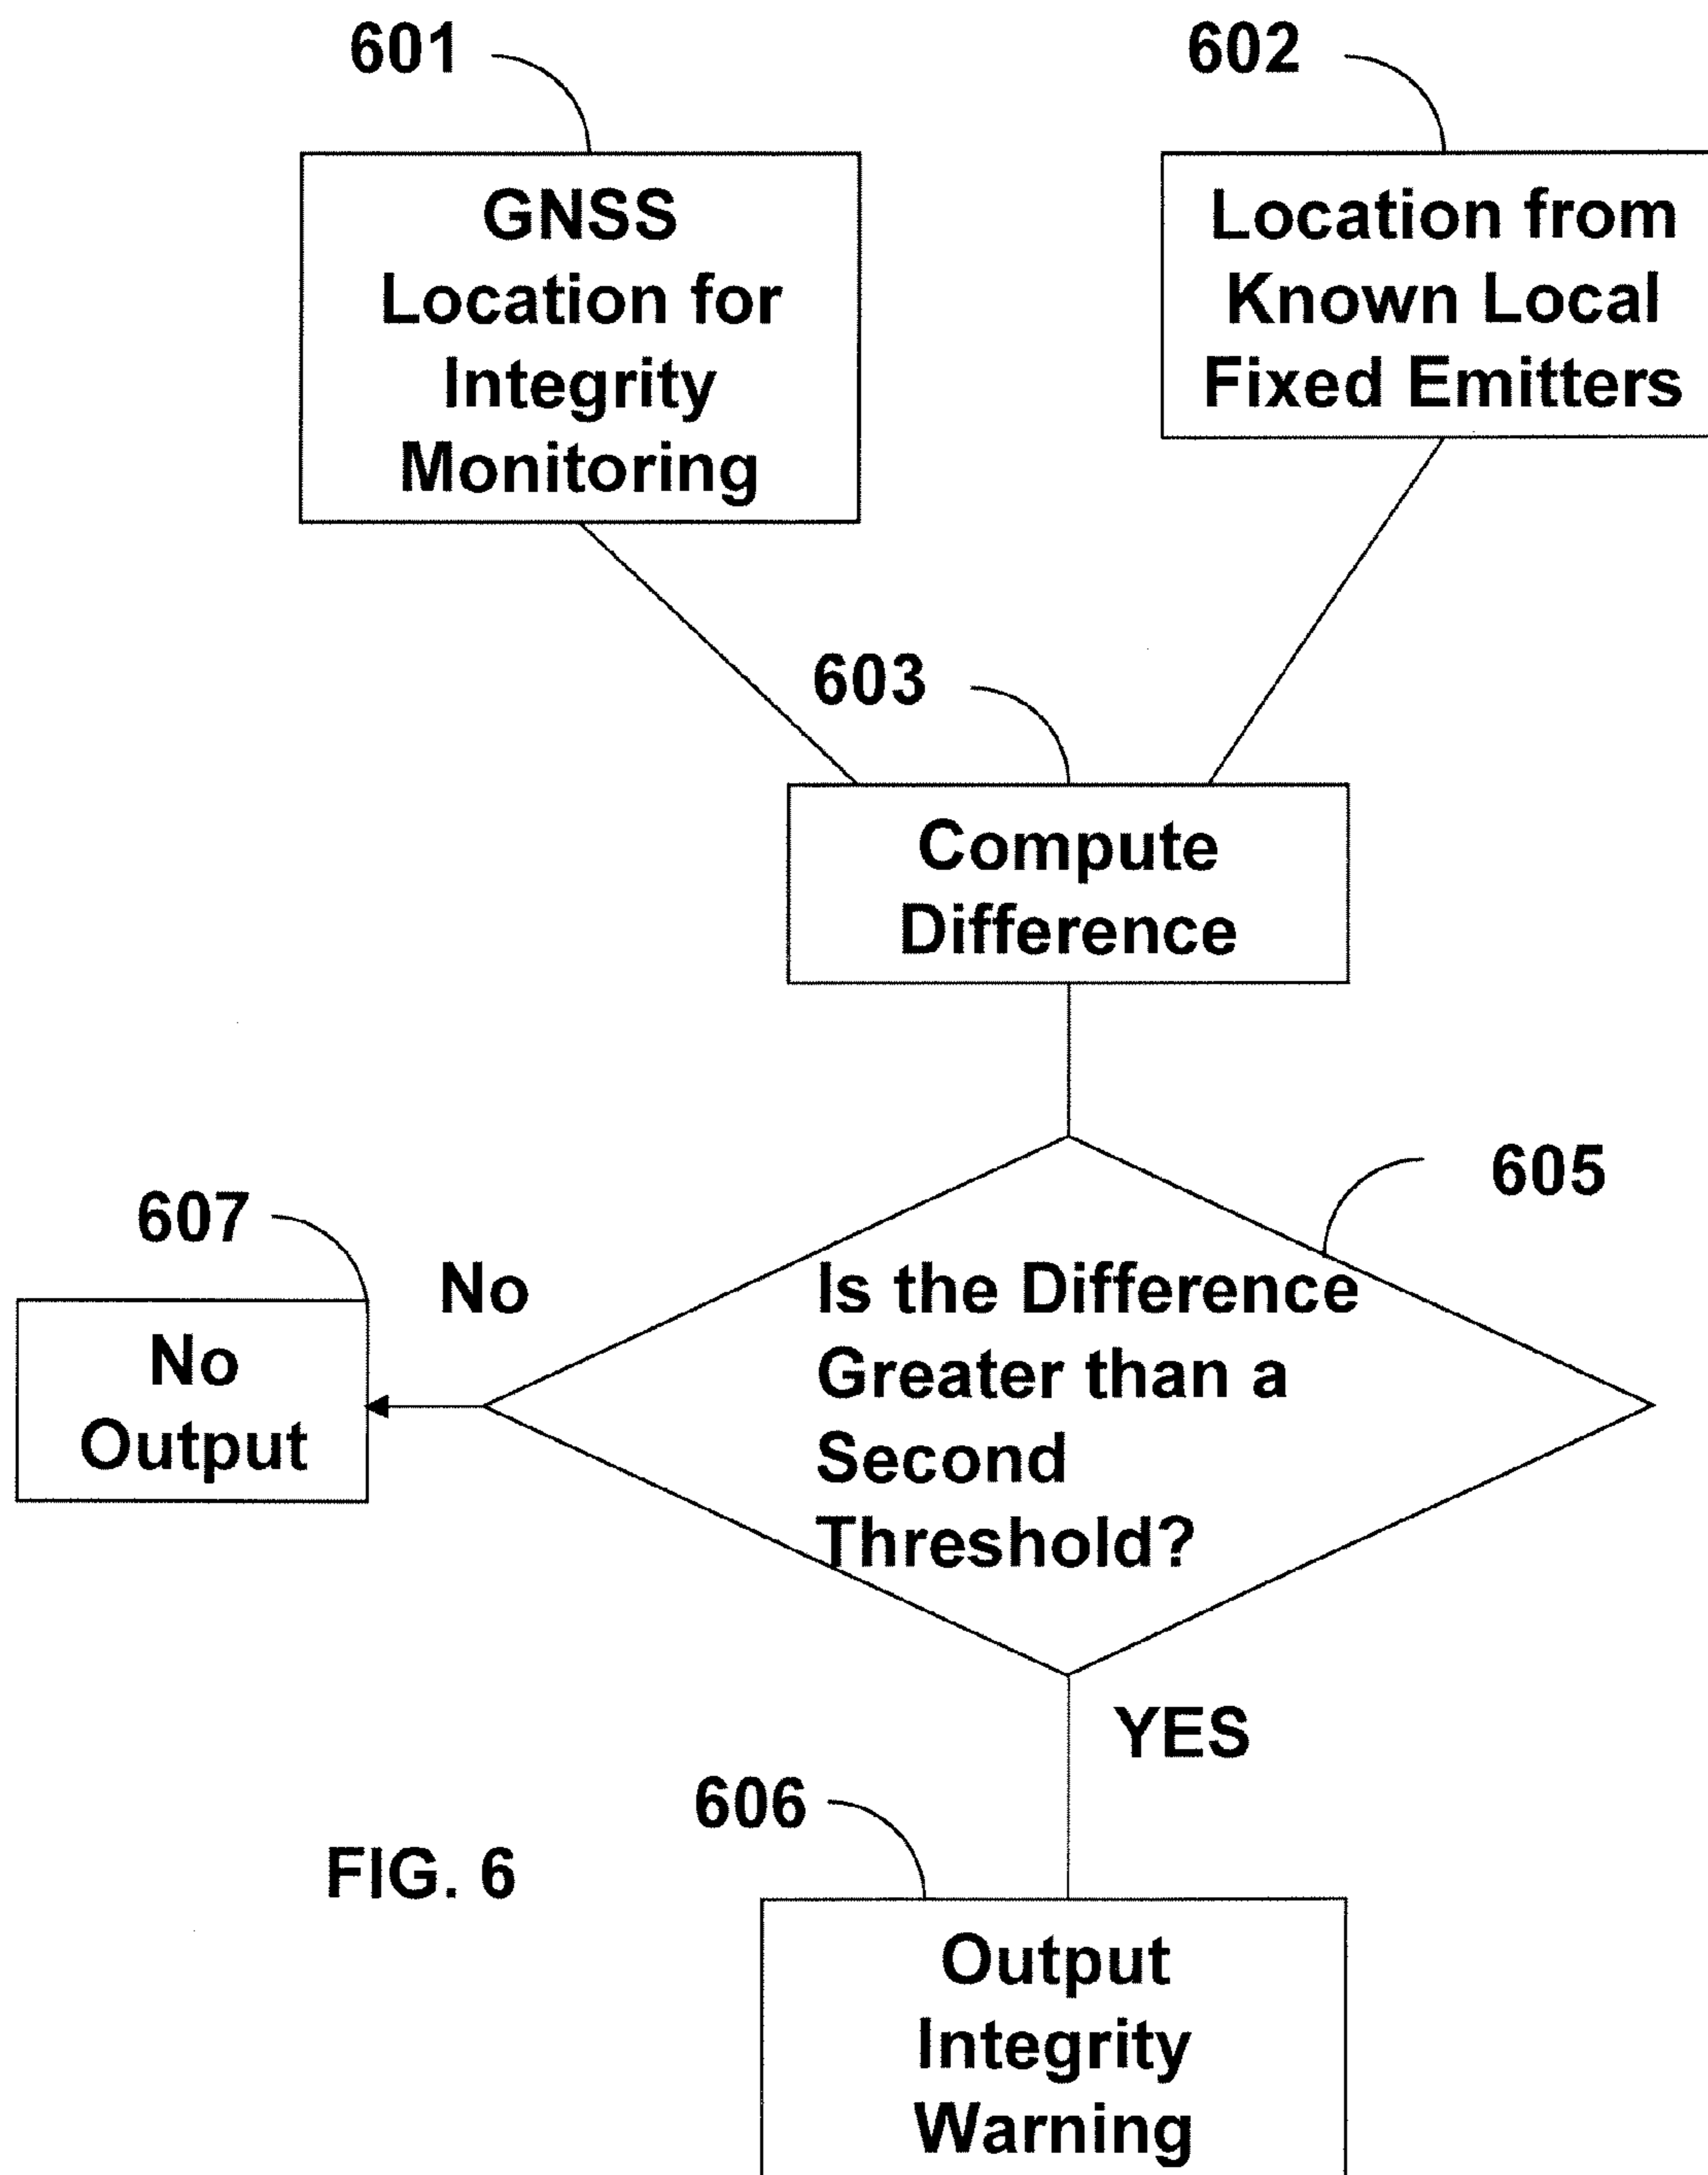 601
602
GNSS
Location for
Integrity
Monitoring
Location from
Known Local
Fixed Emitters
603
Compute
Difference
605
607
No
Is the Difference
Greater than a
Second
Threshold?
No
Output
YES
606
FIG. 6
Output
Integrity
Warning